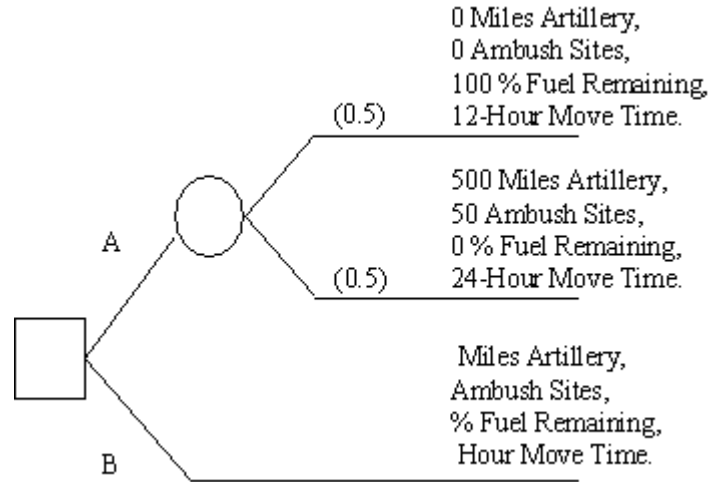 0 Miles Artillery,
0 Ambush Sites,
100 % Fuel Remaining,
12-Hour Move Time.
(0.5)
500 Miles Artillery,
50 Ambush Sites,
0 % Fuel Remaining,
24-Hour Move Time.
(0.5)
A
Miles Artillery,
Ambush Sites,
% Fuel Remaining,
Hour Move Time.
B